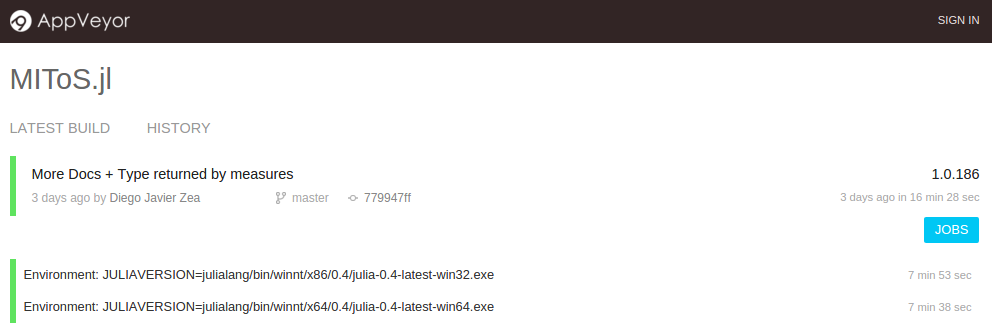 AppVeyor SIGN IN
MIToS.jl
LATEST BUILD HISTORY
More Docs + Type returned by measures 1.0.186
3 days ago by Diego Javier Zea master 779947ff 3 days ago in 16 min 28 sec
JOBS
Environment: JULIAVERSION=julialang/bin/winnt/x86/0.4/julia-0.4-latest-win32.exe 7 min 53 sec
Environment: JULIAVERSION=julialang/bin/winnt/x64/0.4/julia-0.4-latest-win64.exe 7 min 38 sec